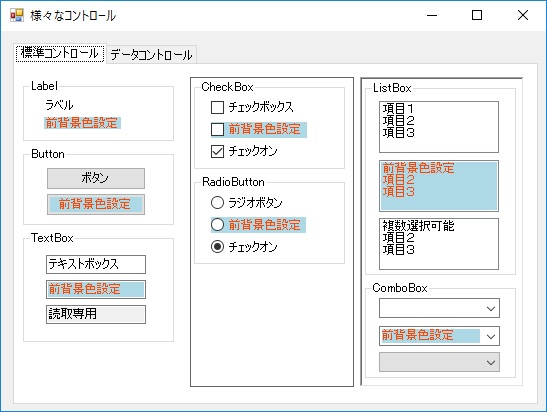 様々なコントロール
標準コントロール
データコントロール
Label
ラベル
前背景色設定
Button
ボタン
前背景色設定
TextBox
テキストボックス
前背景色設定
読取専用
CheckBox
チェックボックス
前背景色設定
チェックオン
RadioButton
ラジオボタン
前背景色設定
チェックオン
ListBox
項目１
項目２
項目３
前背景色設定
項目２
項目３
複数選択可能
項目２
項目３
ComboBox
前背景色設定